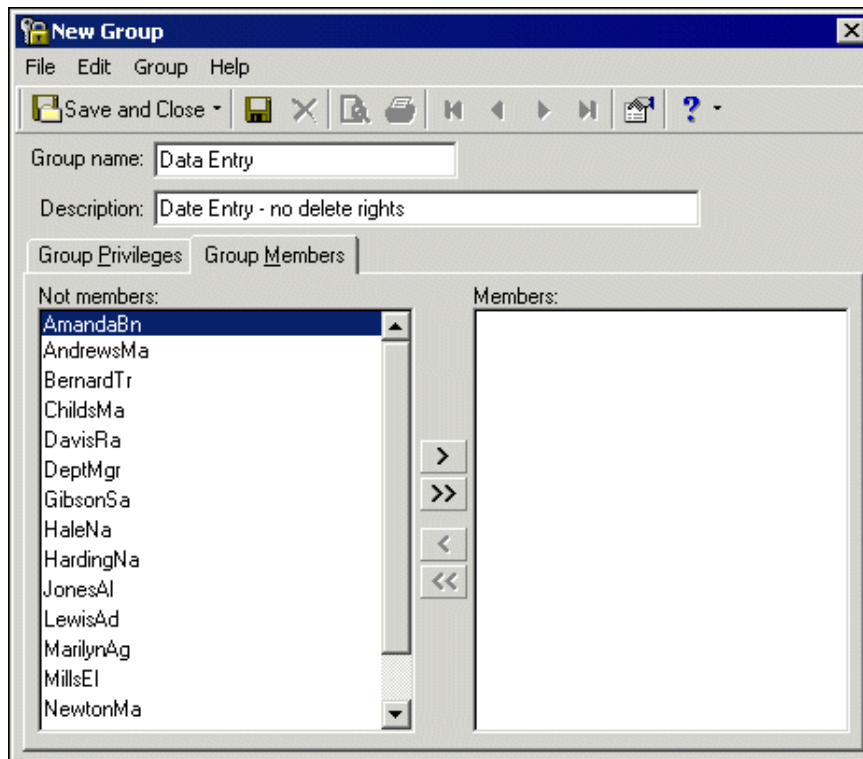 New Group
File Edit Group Help
Save and Close ?
Group name: Data Entry
Description: Date Entry - no delete rights
Group Privileges Group Members
Not members: Members:
AmandaBn
AndrewsMa
BernardTr
ChildsMa
DavisRa
DeptMgr
GibsonSa
HaleNa
HardingNa
JonesAl
LewisAd
MarilynAg
MillsEl
NewtonMa
>
>>
<
<<